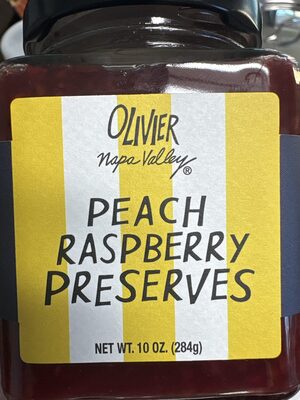 OLIVIER
Napa Valley®
PEACH
RASPBERRY
PRESERVES
NET WT. 10 OZ. (284g)